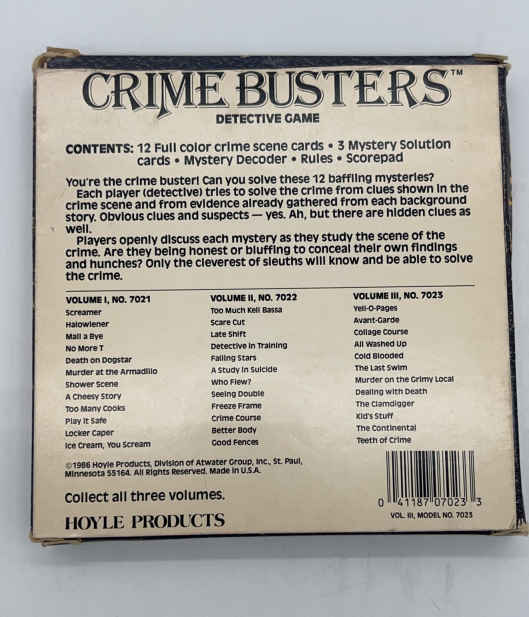 CRIME BUSTERS™
DETECTIVE GAME
CONTENTS: 12 Full color crime scene cards • 3 Mystery Solution
cards • Mystery Decoder • Rules • Scorepad
You're the crime buster! Can you solve these 12 baffling mysteries?
Each player (detective) tries to solve the crime from clues shown in the
crime scene and from evidence already gathered from each background
story. Obvious clues and suspects — yes. Ah, but there are hidden clues as
well.
Players openly discuss each mystery as they study the scene of the
crime. Are they being honest or bluffing to conceal their own findings
and hunches? Only the cleverest of sleuths will know and be able to solve
the crime.
VOLUME I, NO. 7021
Screamer
Halowiener
Mail a Bye
No More T
Death on Dogstar
Murder at the Armadillo
Shower Scene
A Cheesy Story
Too Many Cooks
Play it Safe
Locker Caper
Ice Cream, You Scream
VOLUME II, NO. 7022
Too Much Kell Bassa
Scare Cut
Late Shift
Detective in Training
Falling Stars
A Study in Suicide
Who Flew?
Seeing Double
Freeze Frame
Crime Course
Better Body
Good Fences
VOLUME III, NO. 7023
Yell-O-Pages
Avant-Garde
Collage Course
All Washed Up
Cold Blooded
The Last Swim
Murder on the Grimy Local
Dealing with Death
The Clamdigger
Kid's Stuff
The Continental
Teeth of Crime
©1986 Hoyle Products, Division of Atwater Group, Inc., St. Paul,
Minnesota 55164. All Rights Reserved. Made in U.S.A.
Collect all three volumes.
HOYLE PRODUCTS
0 41187 07023 3
VOL. III, MODEL NO. 7023